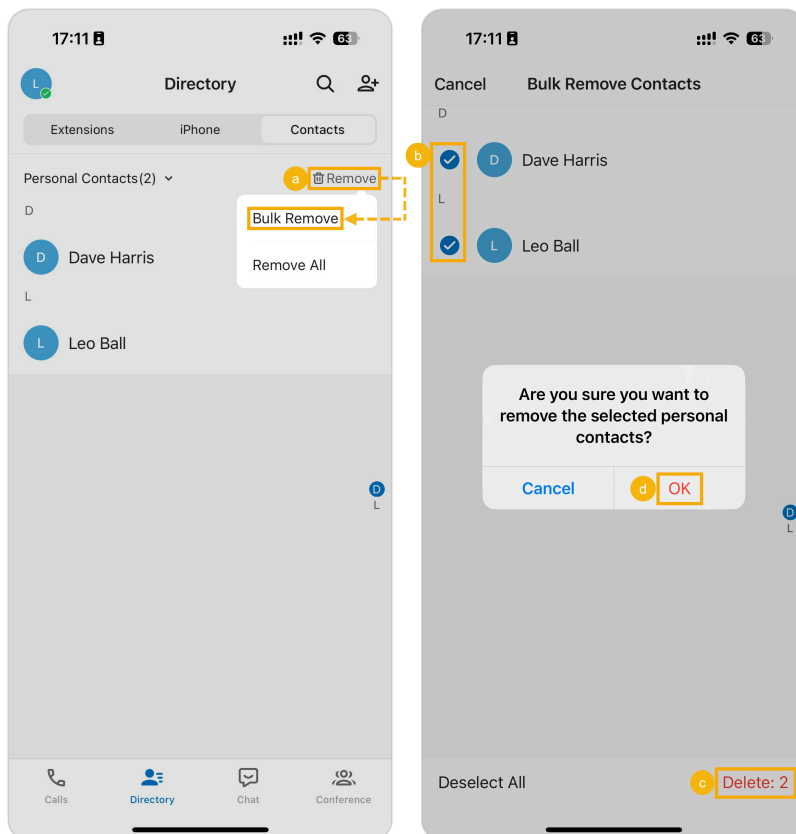 17:11
63
L
Directory
Extensions
iPhone
Contacts
Personal Contacts(2)
a
Remove
D
Bulk Remove
D
Dave Harris
Remove All
L
L
Leo Ball
D
L
Calls
Directory
Chat
Conference
17:11
63
Cancel
Bulk Remove Contacts
D
b
D
Dave Harris
L
L
Leo Ball
Are you sure you want to
remove the selected personal
contacts?
Cancel
d
OK
D
L
Deselect All
c
Delete: 2